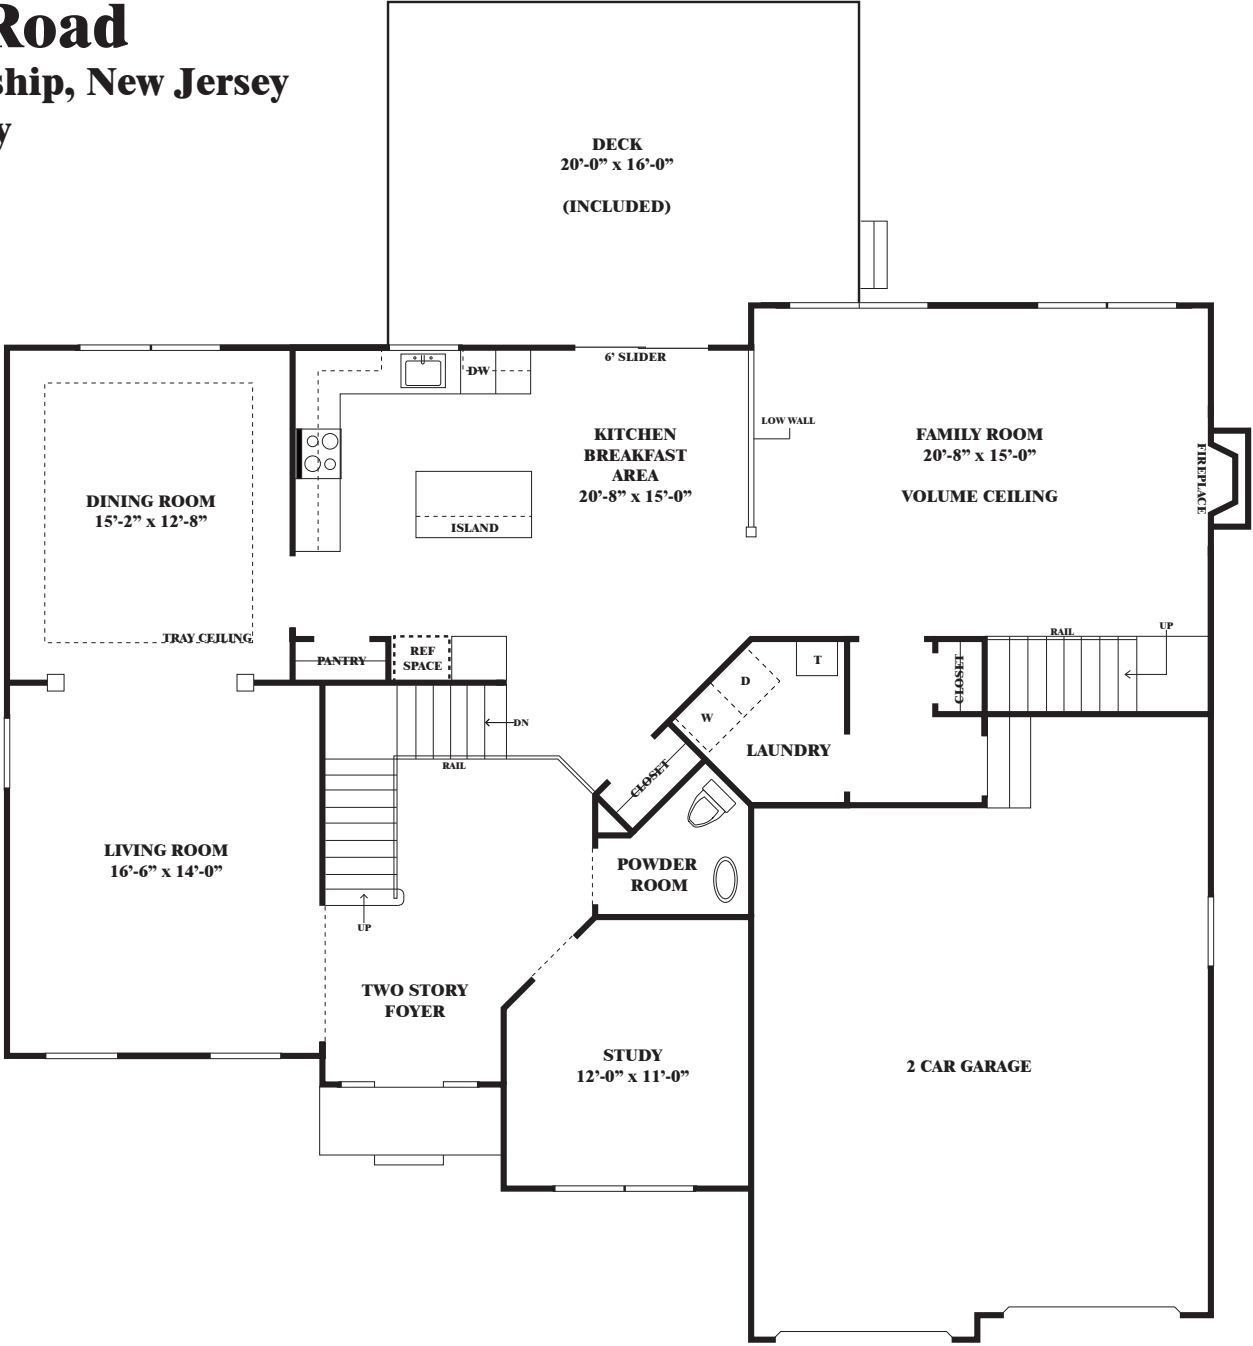 Road
ship, New Jersey
y
DECK
20’-0” x 16’-0”
(INCLUDED)
6’ SLIDER
DW
LOW WALL
KITCHEN
BREAKFAST
AREA
20’-8” x 15’-0”
FAMILY ROOM
20’-8” x 15’-0”
VOLUME CEILING
FIREPLACE
DINING ROOM
15’-2” x 12’-8”
ISLAND
TRAY CEILING
PANTRY
REF
SPACE
RAIL
UP
T
D
W
CLOSET
DN
RAIL
LAUNDRY
CLOSET
LIVING ROOM
16’-6” x 14’-0”
POWDER
ROOM
UP
TWO STORY
FOYER
STUDY
12’-0” x 11’-0”
2 CAR GARAGE